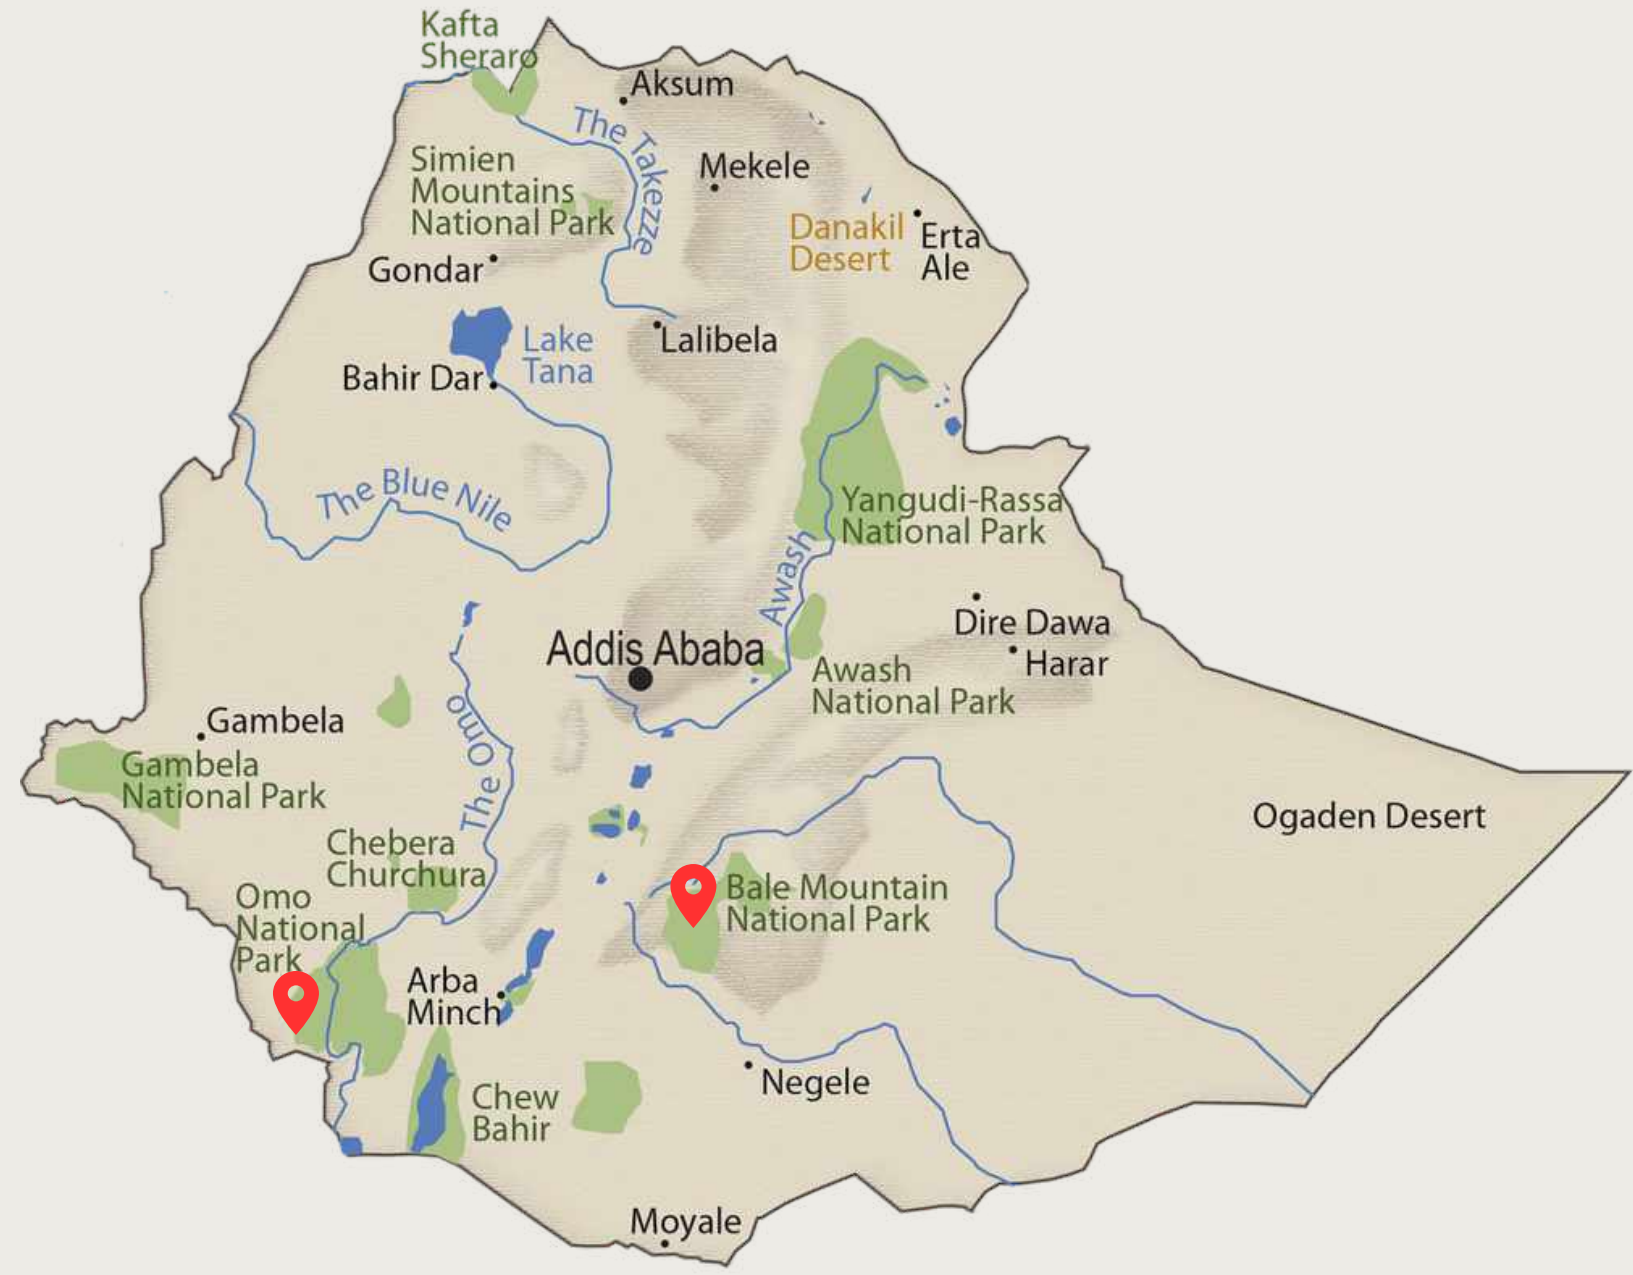 Kafta
Sheraro
Aksum
The Takezze
Simien
Mountains
National Park
Mekele
Danakil
Desert
Erta
Ale
Gondar
Lake
Tana
Lalibela
Bahir Dar
The Blue Nile
Yangudi-Rassa
National Park
Awash
Dire Dawa
Harar
Addis Ababa
Awash
National Park
The Omo
Gambela
Gambela
National Park
Ogaden Desert
Chebera
Churchura
Omo
National
Park
Bale Mountain
National Park
Arba
Minch
Negele
Chew
Bahir
Moyale